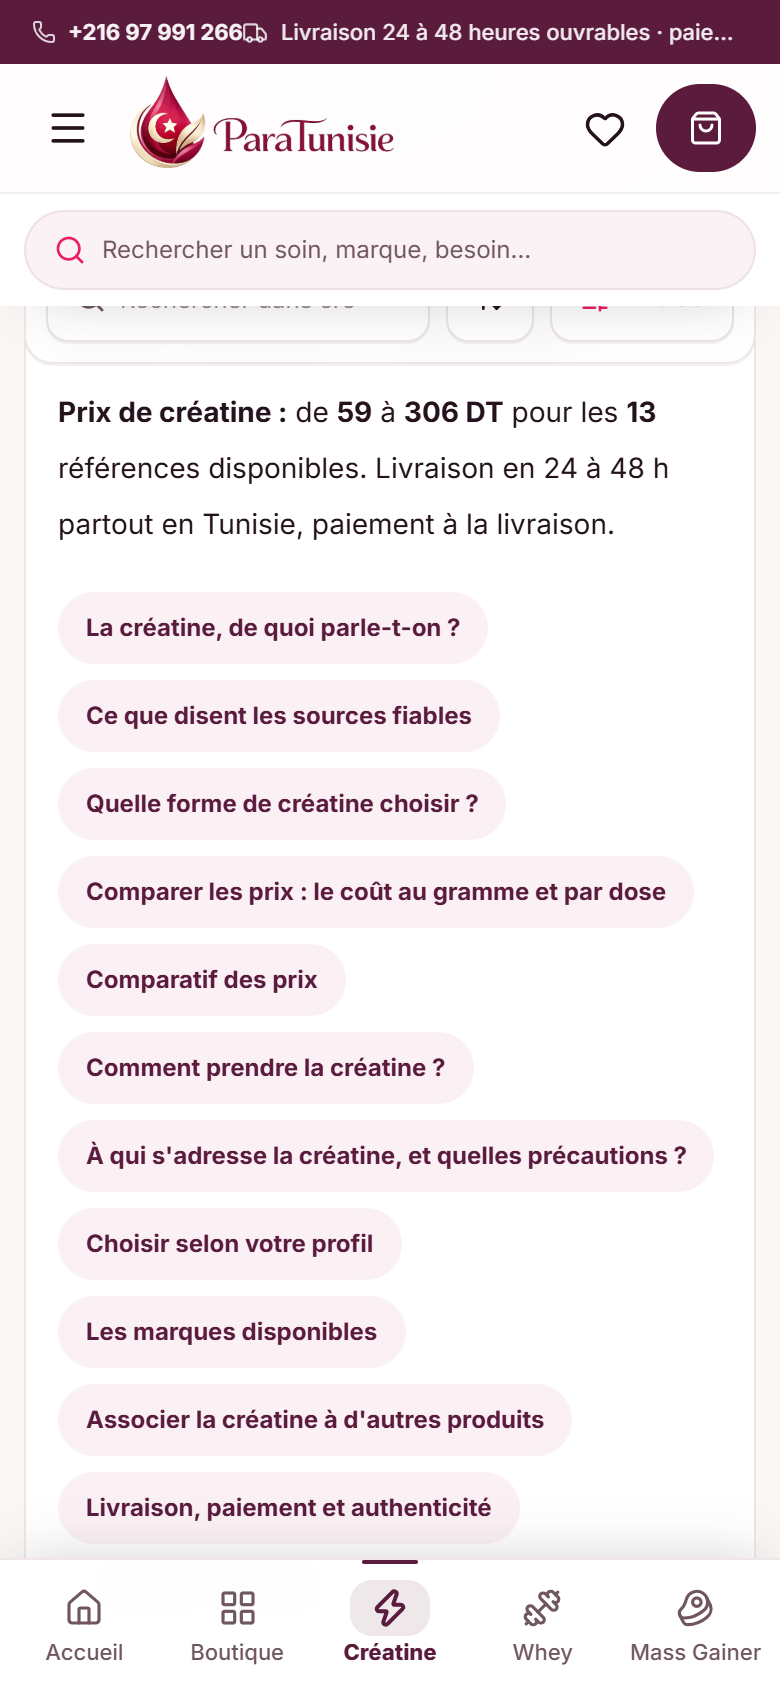 +216 97 991 266 Livraison 24 à 48 heures ouvrables · paie...
ParaTunisie
Rechercher un soin, marque, besoin...
Prix de créatine : de 59 à 306 DT pour les 13
références disponibles. Livraison en 24 à 48 h
partout en Tunisie, paiement à la livraison.
La créatine, de quoi parle-t-on ?
Ce que disent les sources fiables
Quelle forme de créatine choisir ?
Comparer les prix : le coût au gramme et par dose
Comparatif des prix
Comment prendre la créatine ?
À qui s'adresse la créatine, et quelles précautions ?
Choisir selon votre profil
Les marques disponibles
Associer la créatine à d'autres produits
Livraison, paiement et authenticité
Accueil Boutique Créatine Whey Mass Gainer